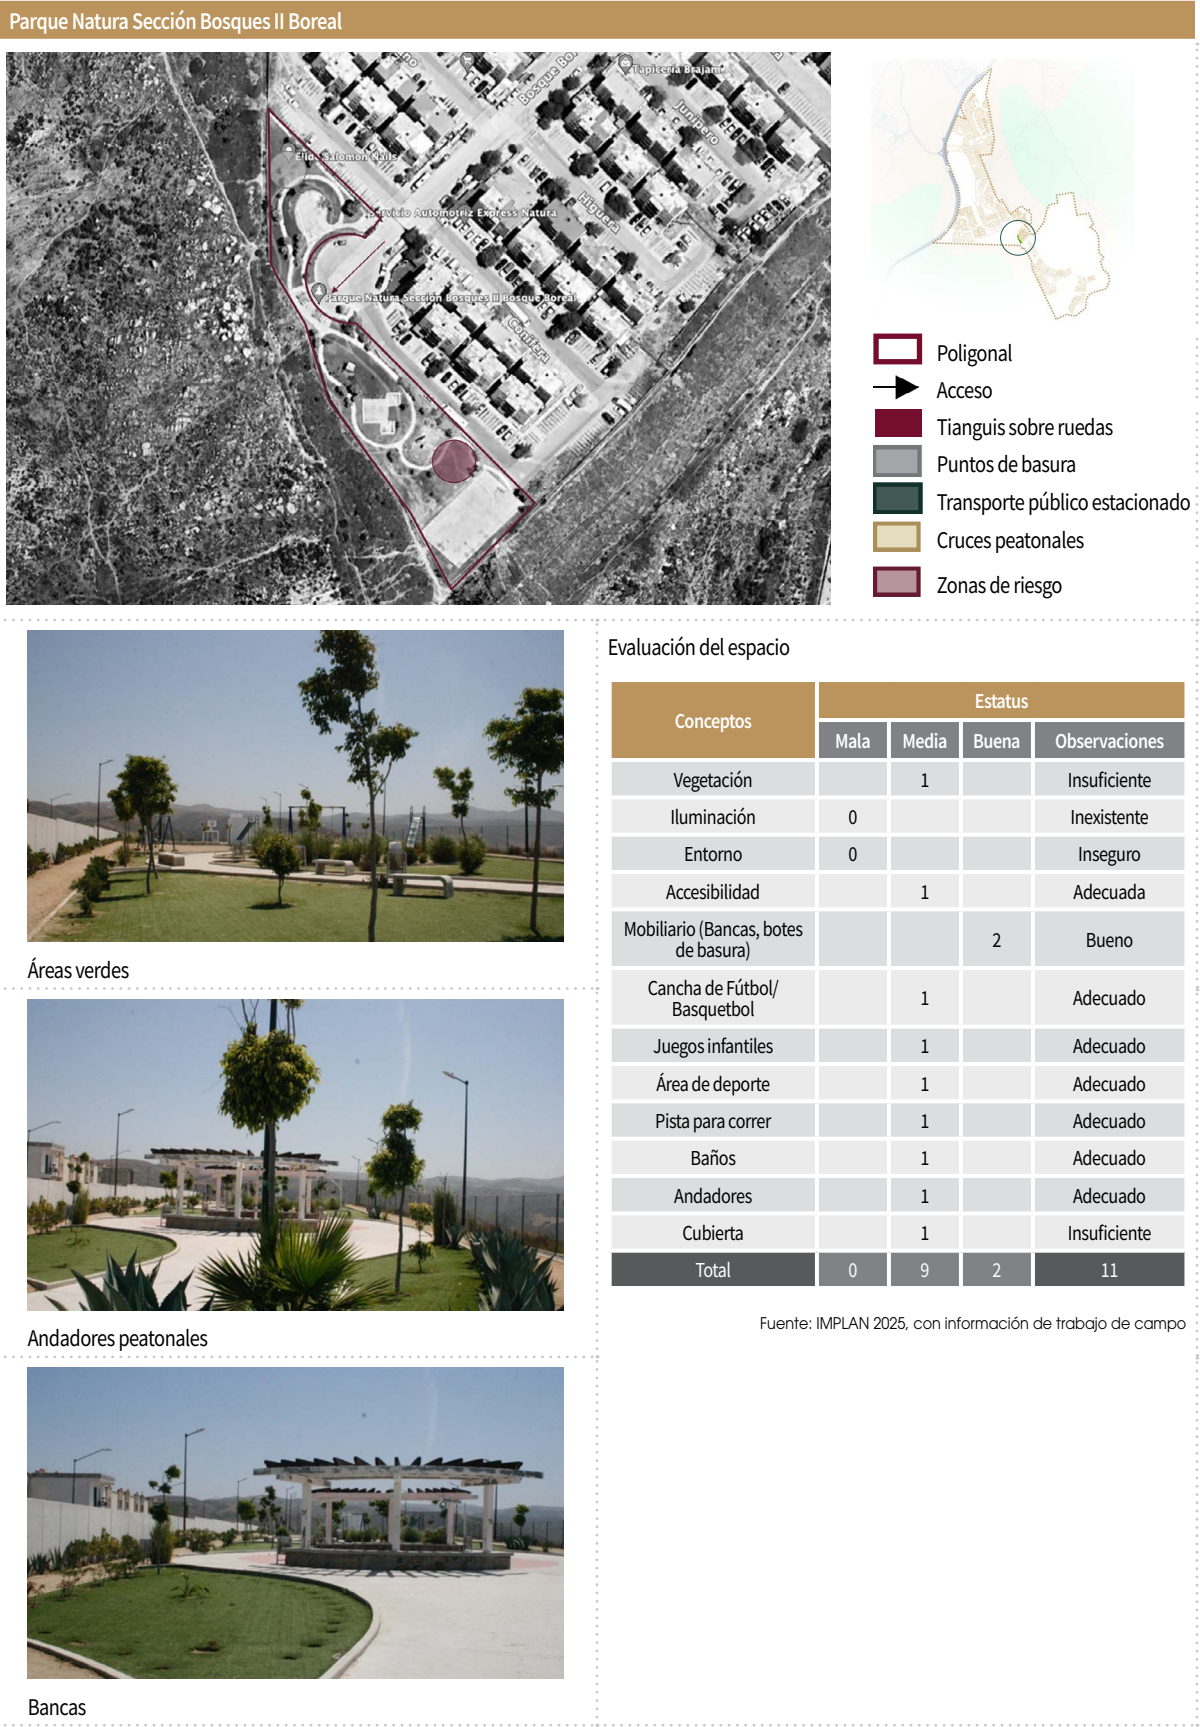 Parque Natura Sección Bosques II Boreal
Bosque Bo
Tapicería Brajam
Junípero
Elida Salomon Nails
Servicio Automotriz Express Natura
Higuera
Parque Natura Sección Bosques II Bosque Boreal
Conífera
Poligonal
Acceso
Tianguis sobre ruedas
Puntos de basura
Transporte público estacionado
Cruces peatonales
Zonas de riesgo
Áreas verdes
Andadores peatonales
Bancas
Evaluación del espacio
Conceptos Estatus
Mala Media Buena Observaciones
Vegetación 1 Insuficiente
Iluminación 0 Inexistente
Entorno 0 Inseguro
Accesibilidad 1 Adecuada
Mobiliario (Bancas, botes
de basura) 2 Bueno
Cancha de Fútbol/
Basquetbol 1 Adecuado
Juegos infantiles 1 Adecuado
Área de deporte 1 Adecuado
Pista para correr 1 Adecuado
Baños 1 Adecuado
Andadores 1 Adecuado
Cubierta 1 Insuficiente
Total 0 9 2 11
Fuente: IMPLAN 2025, con información de trabajo de campo